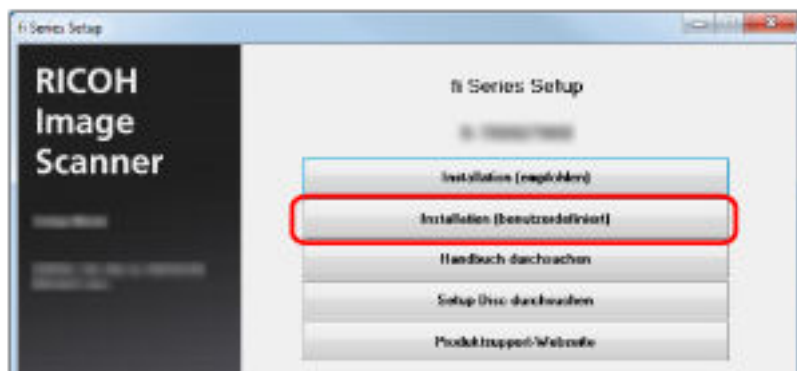 fi Series Setup
RICOH
Image
Scanner
fi Series Setup
Installation (empfohlen)
Installation (benutzerdefiniert)
Handbuch durchsuchen
Setup Disc durchsuchen
Produktsupport-Webseite